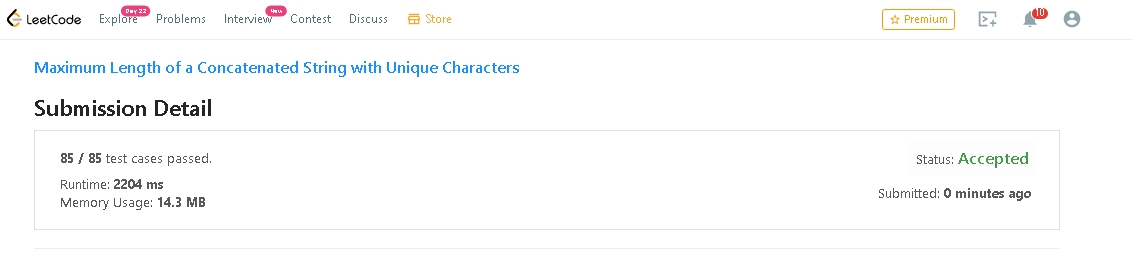 LeetCode Explore Day 22 Problems Interview New Contest Discuss Store Premium 10
Maximum Length of a Concatenated String with Unique Characters
Submission Detail
85 / 85 test cases passed. Status: Accepted
Runtime: 2204 ms
Memory Usage: 14.3 MB Submitted: 0 minutes ago